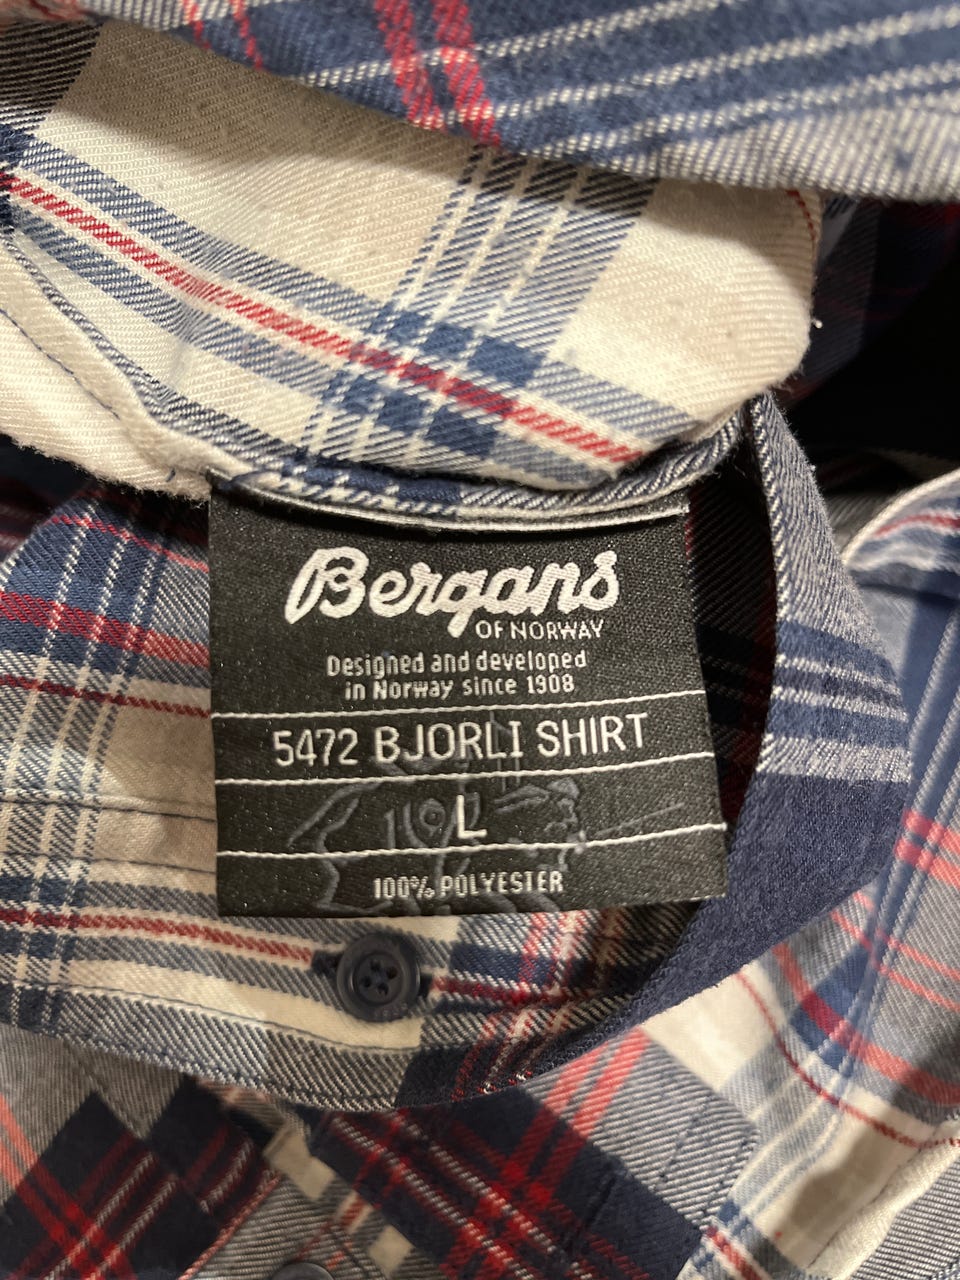 Bergans
OF NORWAY
Designed and developed
in Norway since 1908
5472 BJORLI SHIRT
L
100% POLYESTER